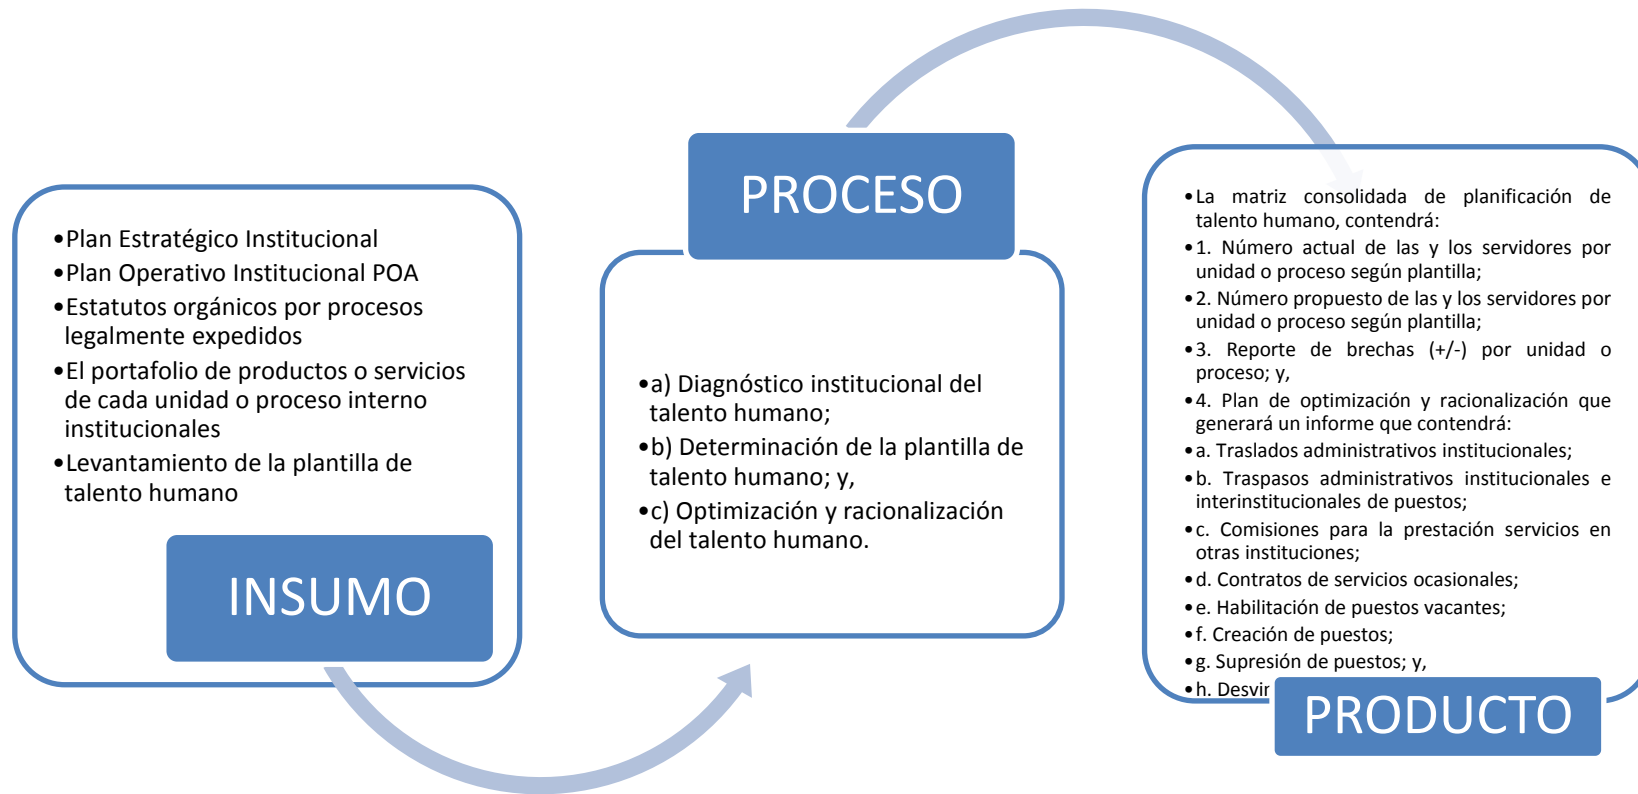 •Plan Estratégico Institucional
•Plan Operativo Institucional POA
•Estatutos orgánicos por procesos
legalmente expedidos
•El portafolio de productos o servicios
de cada unidad o proceso interno
institucionales
•Levantamiento de la plantilla de
talento humano
INSUMO
PROCESO
•a) Diagnóstico institucional del
talento humano;
•b) Determinación de la plantilla de
talento humano; y,
•c) Optimización y racionalización
del talento humano.
•La matriz consolidada de planificación de
talento humano, contendrá:
•1. Número actual de las y los servidores por
unidad o proceso según plantilla;
•2. Número propuesto de las y los servidores por
unidad o proceso según plantilla;
•3. Reporte de brechas (+/-) por unidad o
proceso; y,
•4. Plan de optimización y racionalización que
generará un informe que contendrá:
•a. Traslados administrativos institucionales;
•b. Traspasos administrativos institucionales e
interinstitucionales de puestos;
•c. Comisiones para la prestación servicios en
otras instituciones;
•d. Contratos de servicios ocasionales;
•e. Habilitación de puestos vacantes;
•f. Creación de puestos;
•g. Supresión de puestos; y,
•h.
PRODUCTO